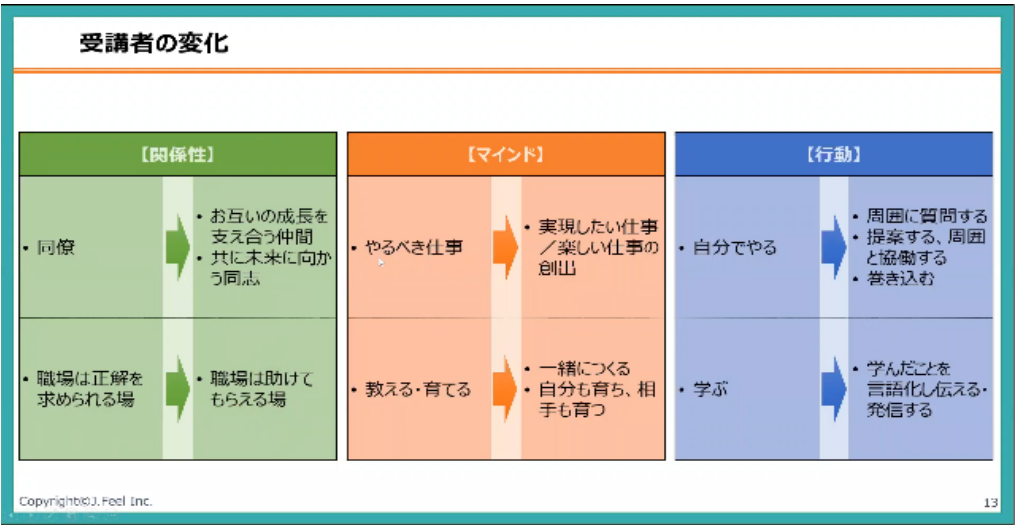 受講者の変化
【関係性】
・同僚
・お互いの成長を
支え合う仲間
・共に未来に向か
う同志
・職場は正解を
求められる場
・職場は助けて
もらえる場
【マインド】
・やるべき仕事
・実現したい仕事
／楽しい仕事の
創出
・教える・育てる
・一緒につくる
・自分も育ち、相
手も育つ
【行動】
・自分でやる
・周囲に質問する
・提案する、周囲
と協働する
・巻き込む
・学ぶ
・学んだことを
言語化し伝える・
発信する
Copyright©J.Feel Inc.
13